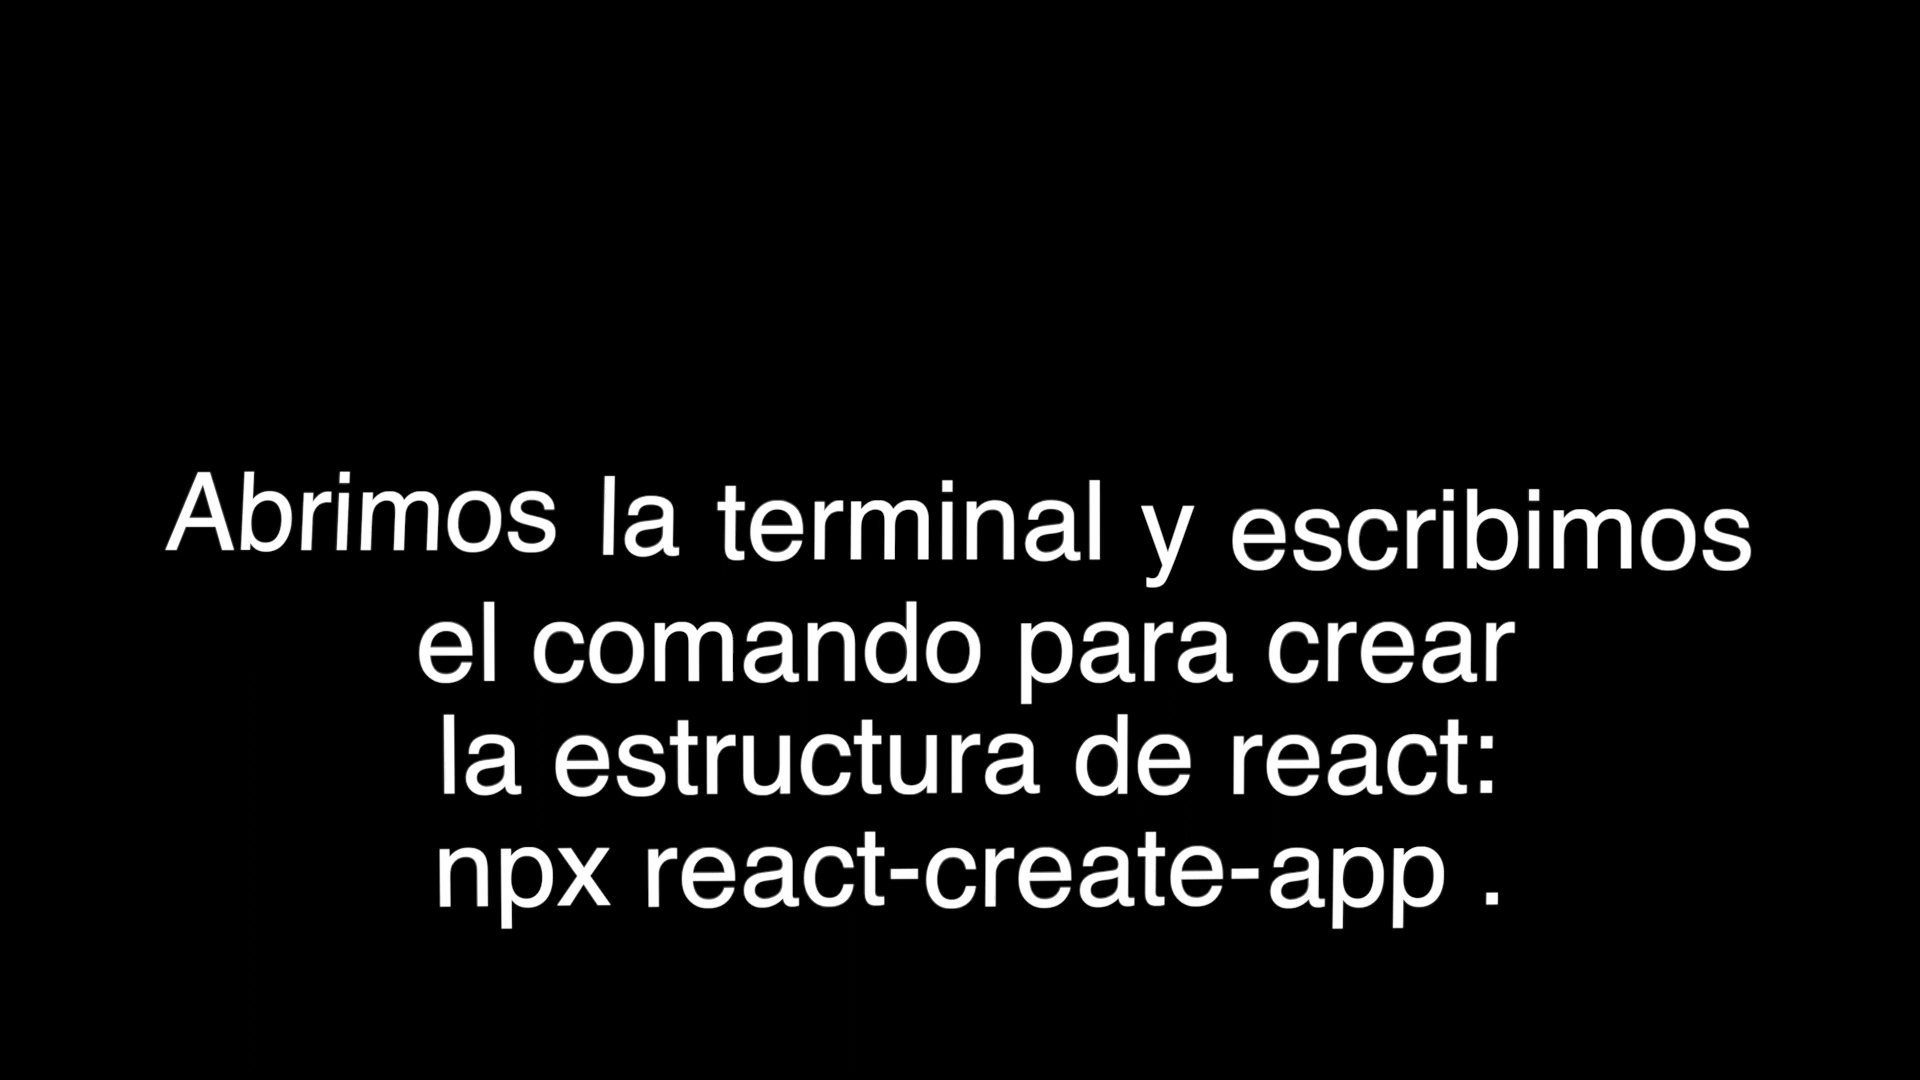 Abrimos la terminal y escribimos
el comando para crear
la estructura de react:
npx react-create-app .